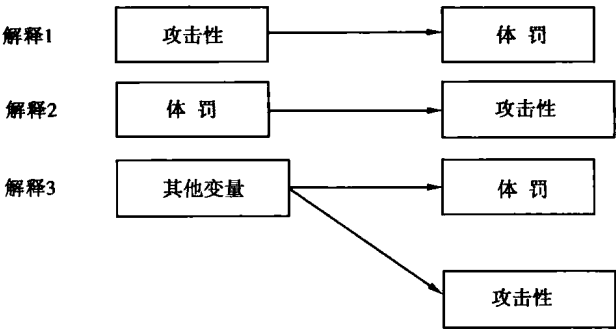 解释1 攻击性 体 罚
解释2 体 罚 攻击性
解释3 其他变量 体 罚
攻击性